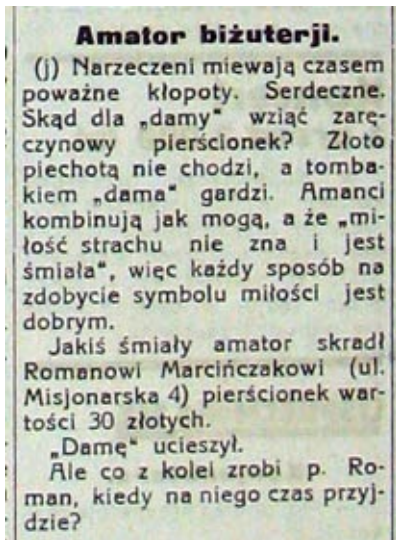 Amator biżuterji.
(j) Narzeczeni miewają czasem
poważne kłopoty. Serdeczne.
Skąd dla „damy" wziąć zarę-
czynowy pierścionek? Złoto
piechotą nie chodzi, a tomba-
kiem „dama" gardzi. Amanci
kombinują jak mogą, a że „mi-
łość strachu nie zna i jest
śmiała", więc każdy sposób na
zdobycie symbolu miłości jest
dobrym.
Jakiś śmiały amator skradł
Romanowi Marcińczakowi (ul.
Misjonarska 4) pierścionek war-
tości 30 złotych.
„Damę" ucieszył.
Ale co z kolei zrobi p. Ro-
man, kiedy na niego czas przyj-
dzie?